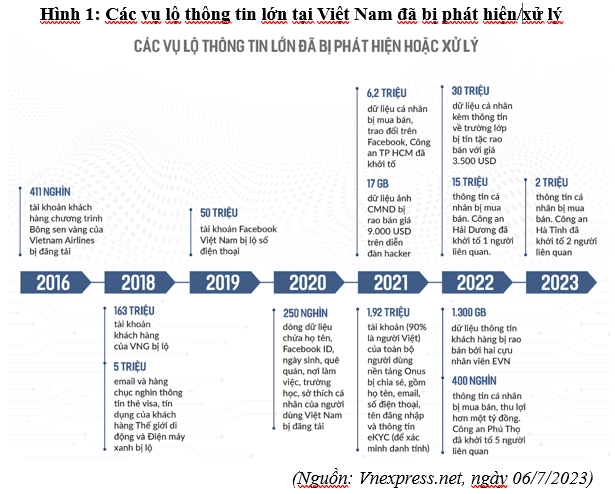 Hình 1: Các vụ lộ thông tin lớn tại Việt Nam đã bị phát hiện/xử lý
CÁC VỤ LỘ THÔNG TIN LỚN ĐÃ BỊ PHÁT HIỆN HOẶC XỬ LÝ
411 NGHÌN
tài khoản khách
hàng chương trình
Bông sen vàng của
Vietnam Airlines
bị đăng tải
50 TRIỆU
tài khoản Facebook
Việt Nam bị lộ số
điện thoại
6,2 TRIỆU
dữ liệu cá nhân
bị mua bán,
trao đổi trên
Facebook, Công
an TP HCM đã
khởi tố
17 GB
dữ liệu ảnh
CMND bị
rao bán giá
9.000 USD
trên diễn
đàn hacker
30 TRIỆU
dữ liệu cá nhân
kèm thông tin
về trường lớp
bị tin tặc rao
bán với giá
3.500 USD
15 TRIỆU
thông tin cá
nhân bị mua
bán. Công an
Hải Dương đã
khởi tố 1 người
liên quan.
2 TRIỆU
thông tin cá
nhân bị mua
bán. Công an
Hà Tĩnh đã
khởi tố 2 người
liên quan
2016
2018
2019
2020
2021
2022
2023
163 TRIỆU
tài khoản
khách hàng
của VNG bị lộ
5 TRIỆU
email và hàng
chục nghìn thông
tin thẻ visa, tín
dụng của khách
hàng Thế giới di
động và Điện máy
xanh bị lộ
250 NGHÌN
dòng dữ liệu
chứa họ tên,
Facebook ID,
ngày sinh, quê
quán, nơi làm
việc, trường học,
sở thích cá
nhân của người
dùng Việt Nam
bị đăng tải
1,92 TRIỆU
tài khoản (90%
là người Việt)
của toàn bộ
người dùng
nền tảng Onus
bị chia sẻ, gồm
họ tên, email,
số điện thoại,
tên đăng nhập
và thông tin
eKYC (để xác
minh danh tính)
1.300 GB
dữ liệu thông tin
khách hàng bị rao
bán bởi hai cựu
nhân viên EVN
400 NGHÌN
thông tin cá nhân
bị mua bán, thu lợi
hơn một tỷ đồng.
Công an Phú Thọ
đã khởi tố 5 người
liên quan
(Nguồn: Vnexpress.net, ngày 06/7/2023)